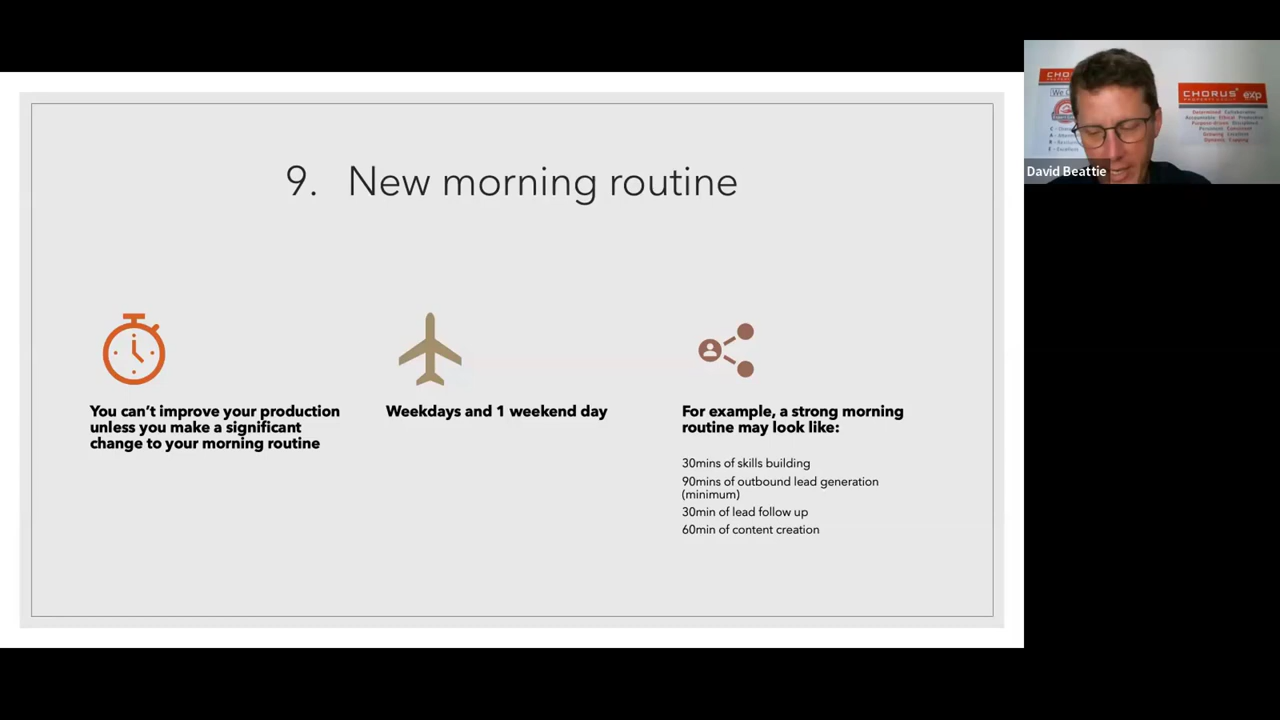 9. New morning routine
You can't improve your production
unless you make a significant
change to your morning routine
Weekdays and 1 weekend day
For example, a strong morning
routine may look like:
30mins of skills building
90mins of outbound lead generation
(minimum)
30min of lead follow up
60min of content creation
CHO
We C
CHORUS exp
David Beattie